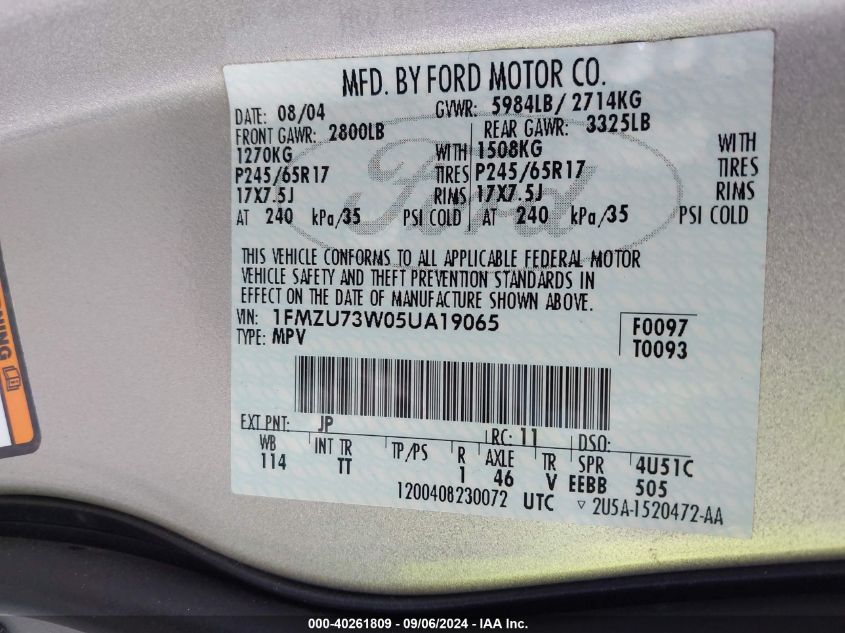 MFD. BY FORD MOTOR CO.
DATE: 08/04 GVWR: 5984LB/ 2714KG
FRONT GAWR: 2800LB REAR GAWR: 3325LB
1270KG WITH 1508KG WITH
P245/65R17 TIRES P245/65R17 TIRES
17X7.5J RIMS 17X7.5J RIMS
AT 240 kPa/35 PSI COLD AT 240 kPa/35 PSI COLD
Ford
THIS VEHICLE CONFORMS TO ALL APPLICABLE FEDERAL MOTOR
VEHICLE SAFETY AND THEFT PREVENTION STANDARDS IN
EFFECT ON THE DATE OF MANUFACTURE SHOWN ABOVE.
VIN: 1FMZU73W05UA19065 F0097
TYPE: MPV T0093
EXT PNT: JP RC: 11 DSO:
WB INT TR TP/PS R AXLE TR SPR 4U51C
114 TT 1 46 V EEBB 505
1200408230072 UTC ▽ 2U5A-1520472-AA
000-40261809 - 09/06/2024 - IAA Inc.